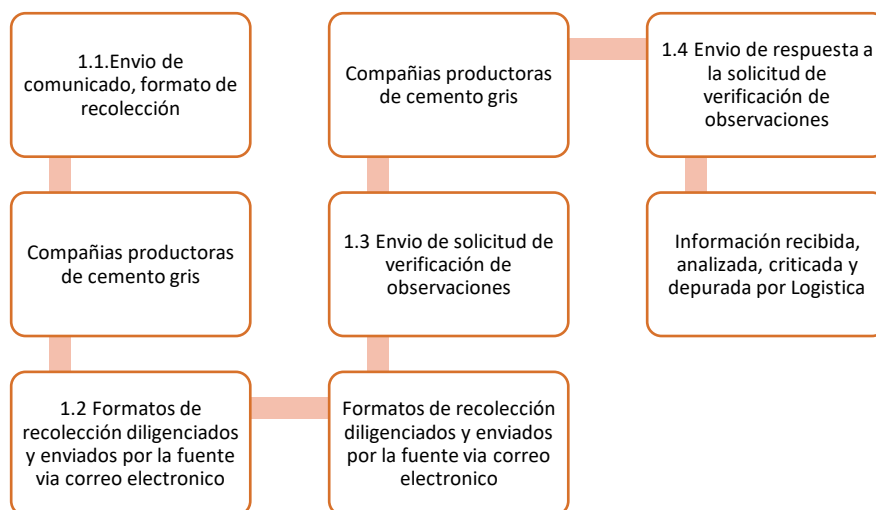 1.1.Envio de
comunicado, formato de
recolección
Compañias productoras
de cemento gris
1.2 Formatos de
recolección diligenciados
y enviados por la fuente
via correo electronico
Formatos de recolección
diligenciados y enviados
por la fuente via correo
electronico
1.3 Envio de solicitud de
verificación de
observaciones
Compañias productoras
de cemento gris
1.4 Envio de respuesta a
la solicitud de
verificación de
observaciones
Información recibida,
analizada, criticada y
depurada por Logistica